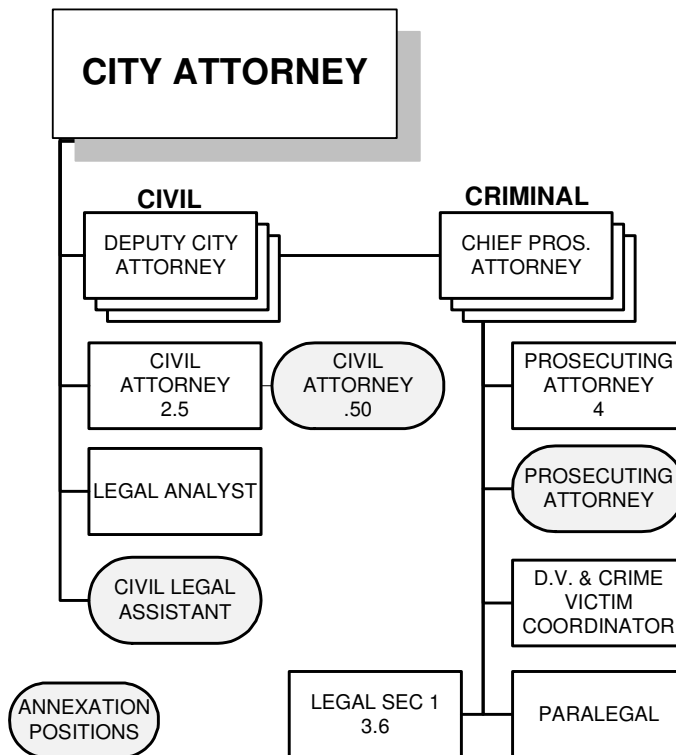 CITY ATTORNEY
CIVIL
CRIMINAL
DEPUTY CITY
ATTORNEY
CHIEF PROS.
ATTORNEY
CIVIL
ATTORNEY
2.5
CIVIL
ATTORNEY
.50
PROSECUTING
ATTORNEY
4
LEGAL ANALYST
PROSECUTING
ATTORNEY
CIVIL LEGAL
ASSISTANT
D.V. & CRIME
VICTIM
COORDINATOR
ANNEXATION
POSITIONS
LEGAL SEC 1
3.6
PARALEGAL